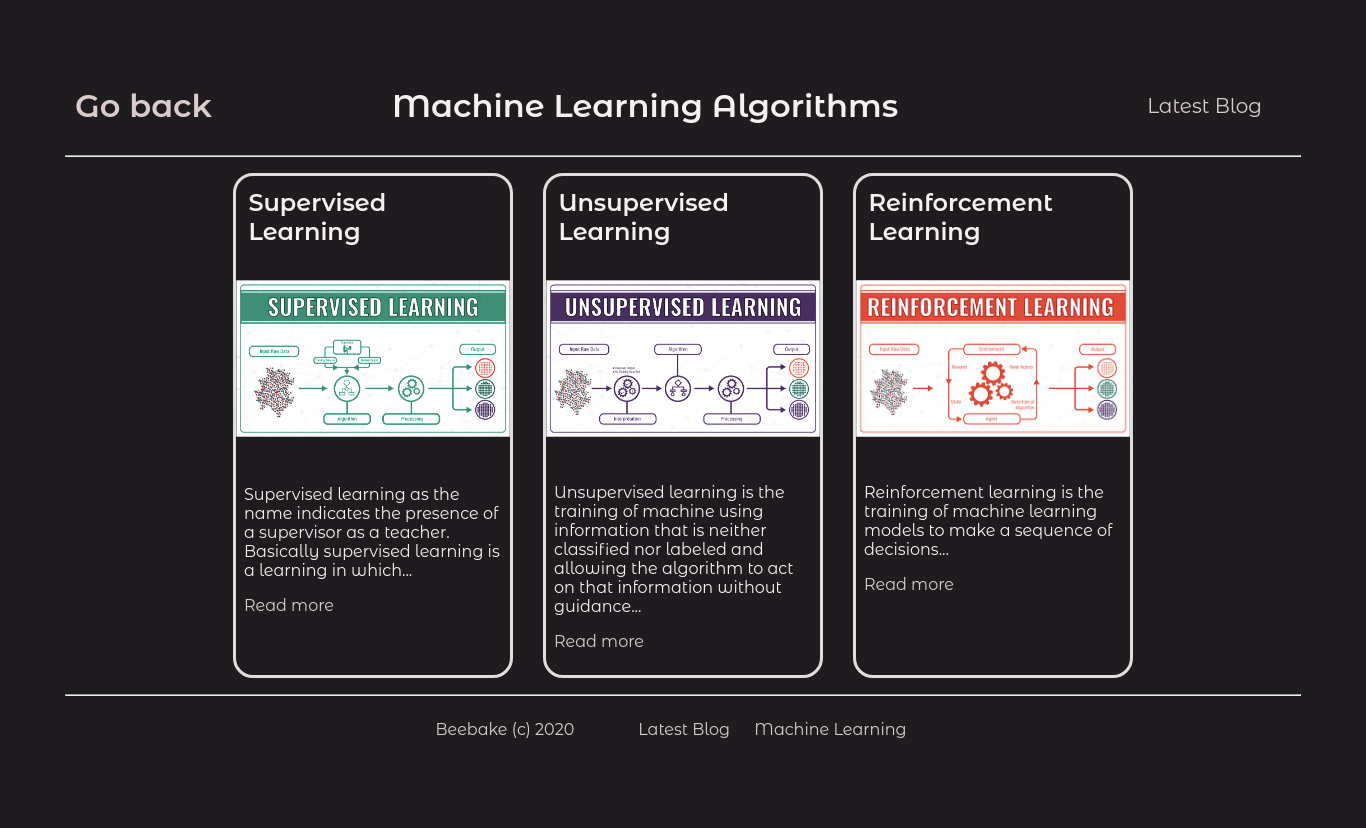 Go back
Machine Learning Algorithms
Latest Blog
Supervised
Learning
SUPERVISED LEARNING
Input Raw Data
Output
Algorithm
Processing
Supervised learning as the
name indicates the presence of
a supervisor as a teacher.
Basically supervised learning is
a learning in which...
Read more
Unsupervised
Learning
UNSUPERVISED LEARNING
Input Raw Data
Algorithm
Output
Interpretation
Processing
Unsupervised learning is the
training of machine using
information that is neither
classified nor labeled and
allowing the algorithm to act
on that information without
guidance...
Read more
Reinforcement
Learning
REINFORCEMENT LEARNING
Input Raw Data
Environment
Output
Reward
Best Action
State
Selection of
Algorithm
Agent
Reinforcement learning is the
training of machine learning
models to make a sequence of
decisions...
Read more
Beebake (c) 2020
Latest Blog
Machine Learning